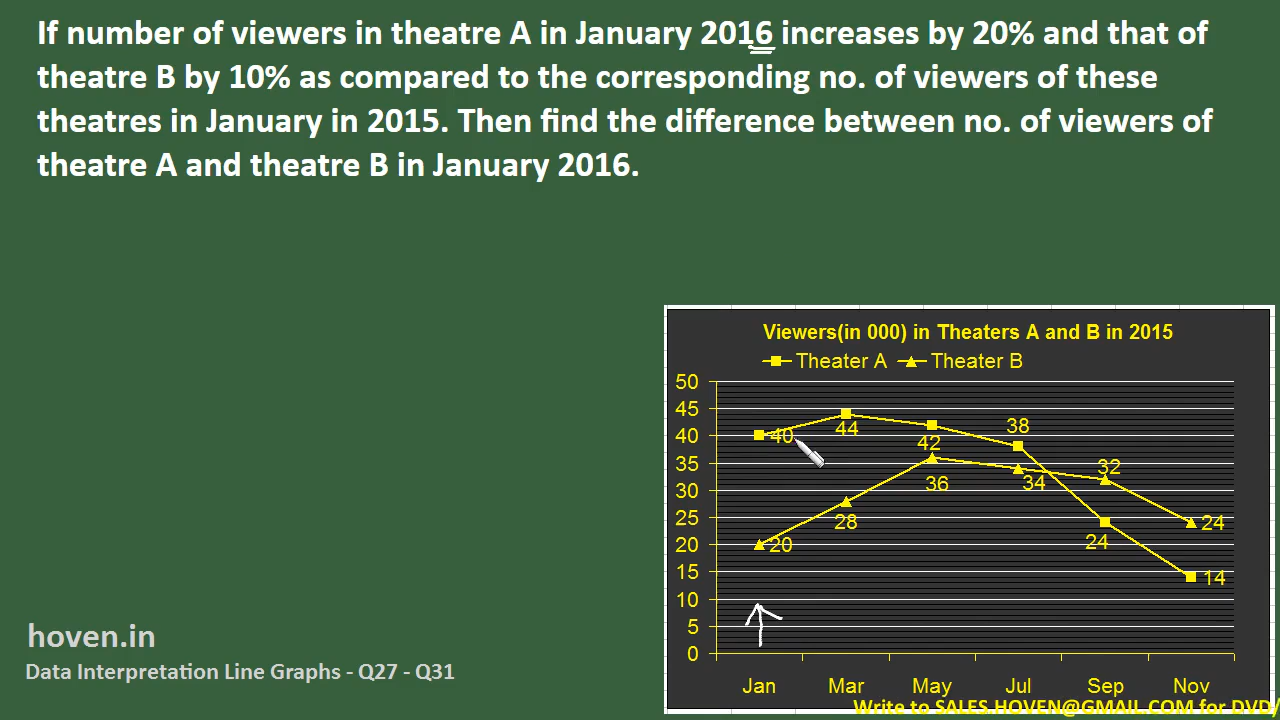 If number of viewers in theatre A in January 2016 increases by 20% and that of
theatre B by 10% as compared to the corresponding no. of viewers of these
theatres in January in 2015. Then find the difference between no. of viewers of
theatre A and theatre B in January 2016.
Viewers(in 000) in Theaters A and B in 2015
Theater A Theater B
50
45
40
35
30
25
20
15
10
5
0
40 44 42 38 24 14
20 28 36 34 32 24
Jan Mar May Jul Sep Nov
hoven.in
Data Interpretation Line Graphs - Q27 - Q31
Write to SALES.HOVEN@GMAIL.COM for DVD/